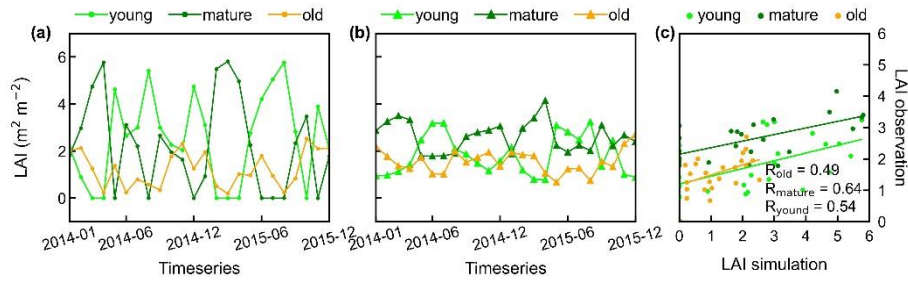 young mature old
young mature old
young mature old
(a)
(b)
(c)
LAI (m² m⁻²)
6
4
2
0
2014-01
2014-06
2014-12
2015-06
2015-12
Timeseries
2014-01
2014-06
2014-12
2015-06
2015-12
Timeseries
R_old = 0.49
R_mature = 0.64
R_yound = 0.54
0 1 2 3 4 5 6
LAI simulation
6
5
4
3
2
1
0
LAI observation